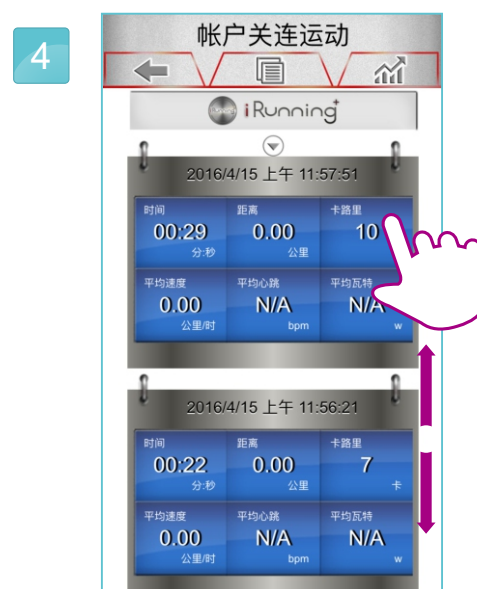 4
帐户关连运动
iRunning+
2016/4/15 上午 11:57:51
时间 距离 卡路里
00:29 0.00 10
分:秒 公里
平均速度 平均心跳 平均瓦特
0.00 N/A N/A
公里/时 bpm w
2016/4/15 上午 11:56:21
时间 距离 卡路里
00:22 0.00 7
分:秒 公里 卡
平均速度 平均心跳 平均瓦特
0.00 N/A N/A
公里/时 bpm w